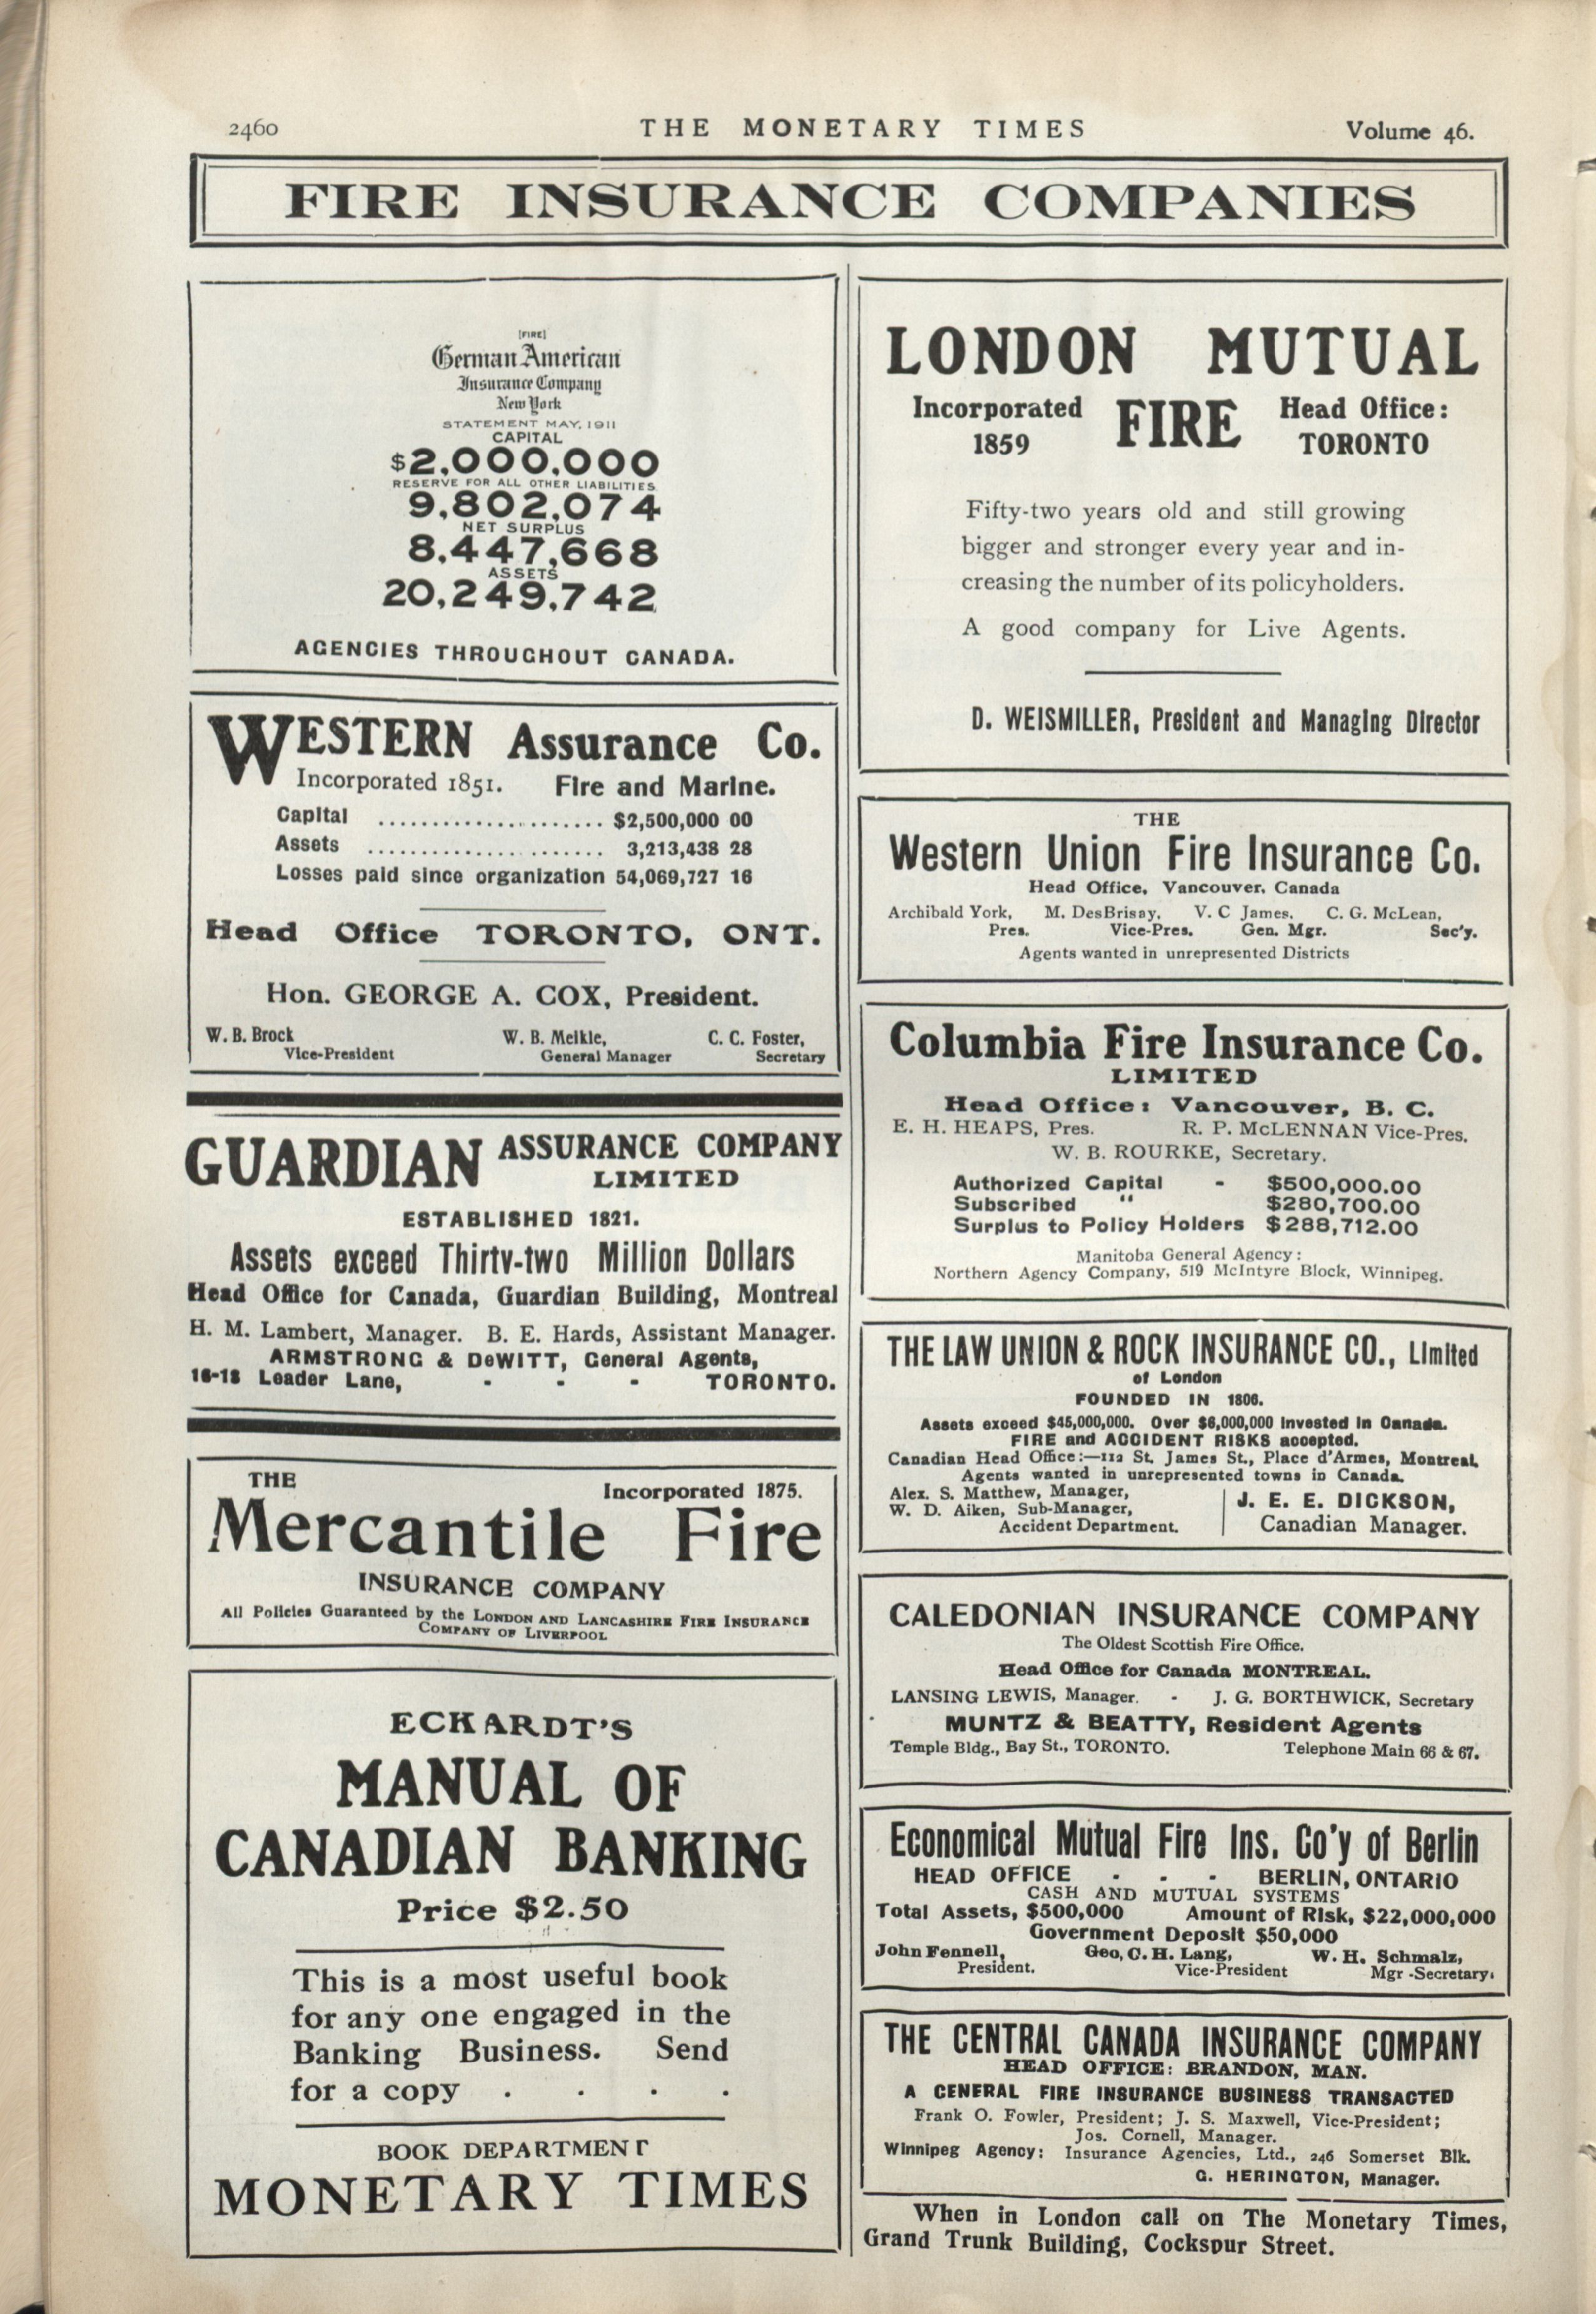 2460
THE MONETARY TIMES
Volume 46.
FIRE INSURANCE COMPANIES
[FIRE]
German American
Insurance Company
New York
STATEMENT MAY, 1911
CAPITAL
$2,000,000
RESERVE FOR ALL OTHER LIABILITIES
9,802,074
NET SURPLUS
8,447,668
ASSETS
20,249,742
AGENCIES THROUGHOUT CANADA.
WESTERN Assurance Co.
Incorporated 1851. Fire and Marine.
Capital ........................ $2,500,000 00
Assets ........................ 3,213,438 28
Losses paid since organization 54,069,727 16
Head Office TORONTO, ONT.
Hon. GEORGE A. COX, President.
W. B. Brock W. B. Meikle, C. C. Foster,
Vice-President General Manager Secretary
GUARDIAN ASSURANCE COMPANY
LIMITED
ESTABLISHED 1821.
Assets exceed Thirty-two Million Dollars
Head Office for Canada, Guardian Building, Montreal
H. M. Lambert, Manager. B. E. Hards, Assistant Manager.
ARMSTRONG & DeWITT, General Agents,
16-18 Leader Lane, - - - TORONTO.
THE
Incorporated 1875.
Mercantile Fire
INSURANCE COMPANY
All Policies Guaranteed by the LONDON AND LANCASHIRE FIRE INSURANCE
COMPANY OF LIVERPOOL
ECKARDT'S
MANUAL OF
CANADIAN BANKING
Price $2.50
This is a most useful book
for any one engaged in the
Banking Business. Send
for a copy . . . .
BOOK DEPARTMENT
MONETARY TIMES
LONDON MUTUAL
Incorporated FIRE Head Office:
1859 TORONTO
Fifty-two years old and still growing
bigger and stronger every year and in-
creasing the number of its policyholders.
A good company for Live Agents.
D. WEISMILLER, President and Managing Director
THE
Western Union Fire Insurance Co.
Head Office, Vancouver, Canada
Archibald York, M. DesBrisay, V. C James, C. G. McLean,
Pres. Vice-Pres. Gen. Mgr. Sec'y.
Agents wanted in unrepresented Districts
Columbia Fire Insurance Co.
LIMITED
Head Office: Vancouver, B. C.
E. H. HEAPS, Pres. R. P. McLENNAN Vice-Pres.
W. B. ROURKE, Secretary.
Authorized Capital - $500,000.00
Subscribed " $280,700.00
Surplus to Policy Holders $288,712.00
Manitoba General Agency:
Northern Agency Company, 519 McIntyre Block, Winnipeg.
THE LAW UNION & ROCK INSURANCE CO., Limited
of London
FOUNDED IN 1806.
Assets exceed $45,000,000. Over $6,000,000 Invested in Canada.
FIRE and ACCIDENT RISKS accepted.
Canadian Head Office:—112 St. James St., Place d'Armes, Montreal.
Agents wanted in unrepresented towns in Canada.
Alex. S. Matthew, Manager,
W. D. Aiken, Sub-Manager,
Accident Department.
J. E. E. DICKSON,
Canadian Manager.
CALEDONIAN INSURANCE COMPANY
The Oldest Scottish Fire Office.
Head Office for Canada MONTREAL.
LANSING LEWIS, Manager. - J. G. BORTHWICK, Secretary
MUNTZ & BEATTY, Resident Agents
Temple Bldg., Bay St., TORONTO. Telephone Main 66 & 67.
Economical Mutual Fire Ins. Co'y of Berlin
HEAD OFFICE - - - BERLIN, ONTARIO
CASH AND MUTUAL SYSTEMS
Total Assets, $500,000 Amount of Risk, $22,000,000
Government Deposit $50,000
John Fennell, Geo, C. H. Lang, W. H. Schmalz,
President. Vice-President Mgr -Secretary.
THE CENTRAL CANADA INSURANCE COMPANY
HEAD OFFICE: BRANDON, MAN.
A GENERAL FIRE INSURANCE BUSINESS TRANSACTED
Frank O. Fowler, President; J. S. Maxwell, Vice-President;
Jos. Cornell, Manager.
Winnipeg Agency: Insurance Agencies, Ltd., 246 Somerset Blk.
G. HERINGTON, Manager.
When in London call on The Monetary Times,
Grand Trunk Building, Cockspur Street.